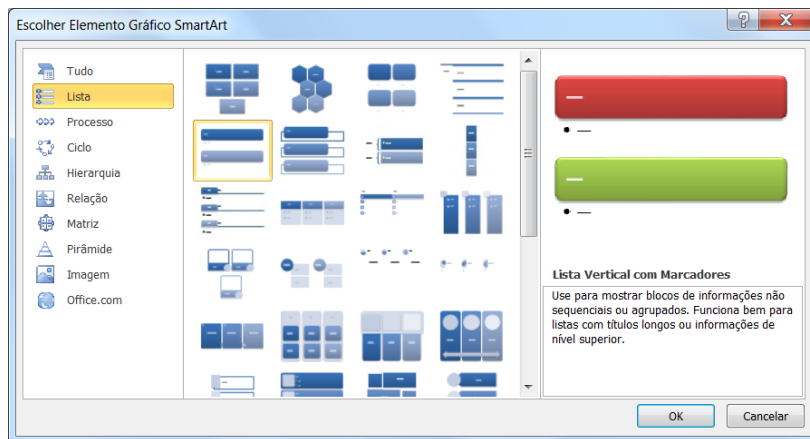 Escolher Elemento Gráfico SmartArt
Tudo
Lista
Processo
Ciclo
Hierarquia
Relação
Matriz
Pirâmide
Imagem
Office.com
Lista Vertical com Marcadores
Use para mostrar blocos de informações não
sequenciais ou agrupados. Funciona bem para
listas com títulos longos ou informações de
nível superior.
OK
Cancelar